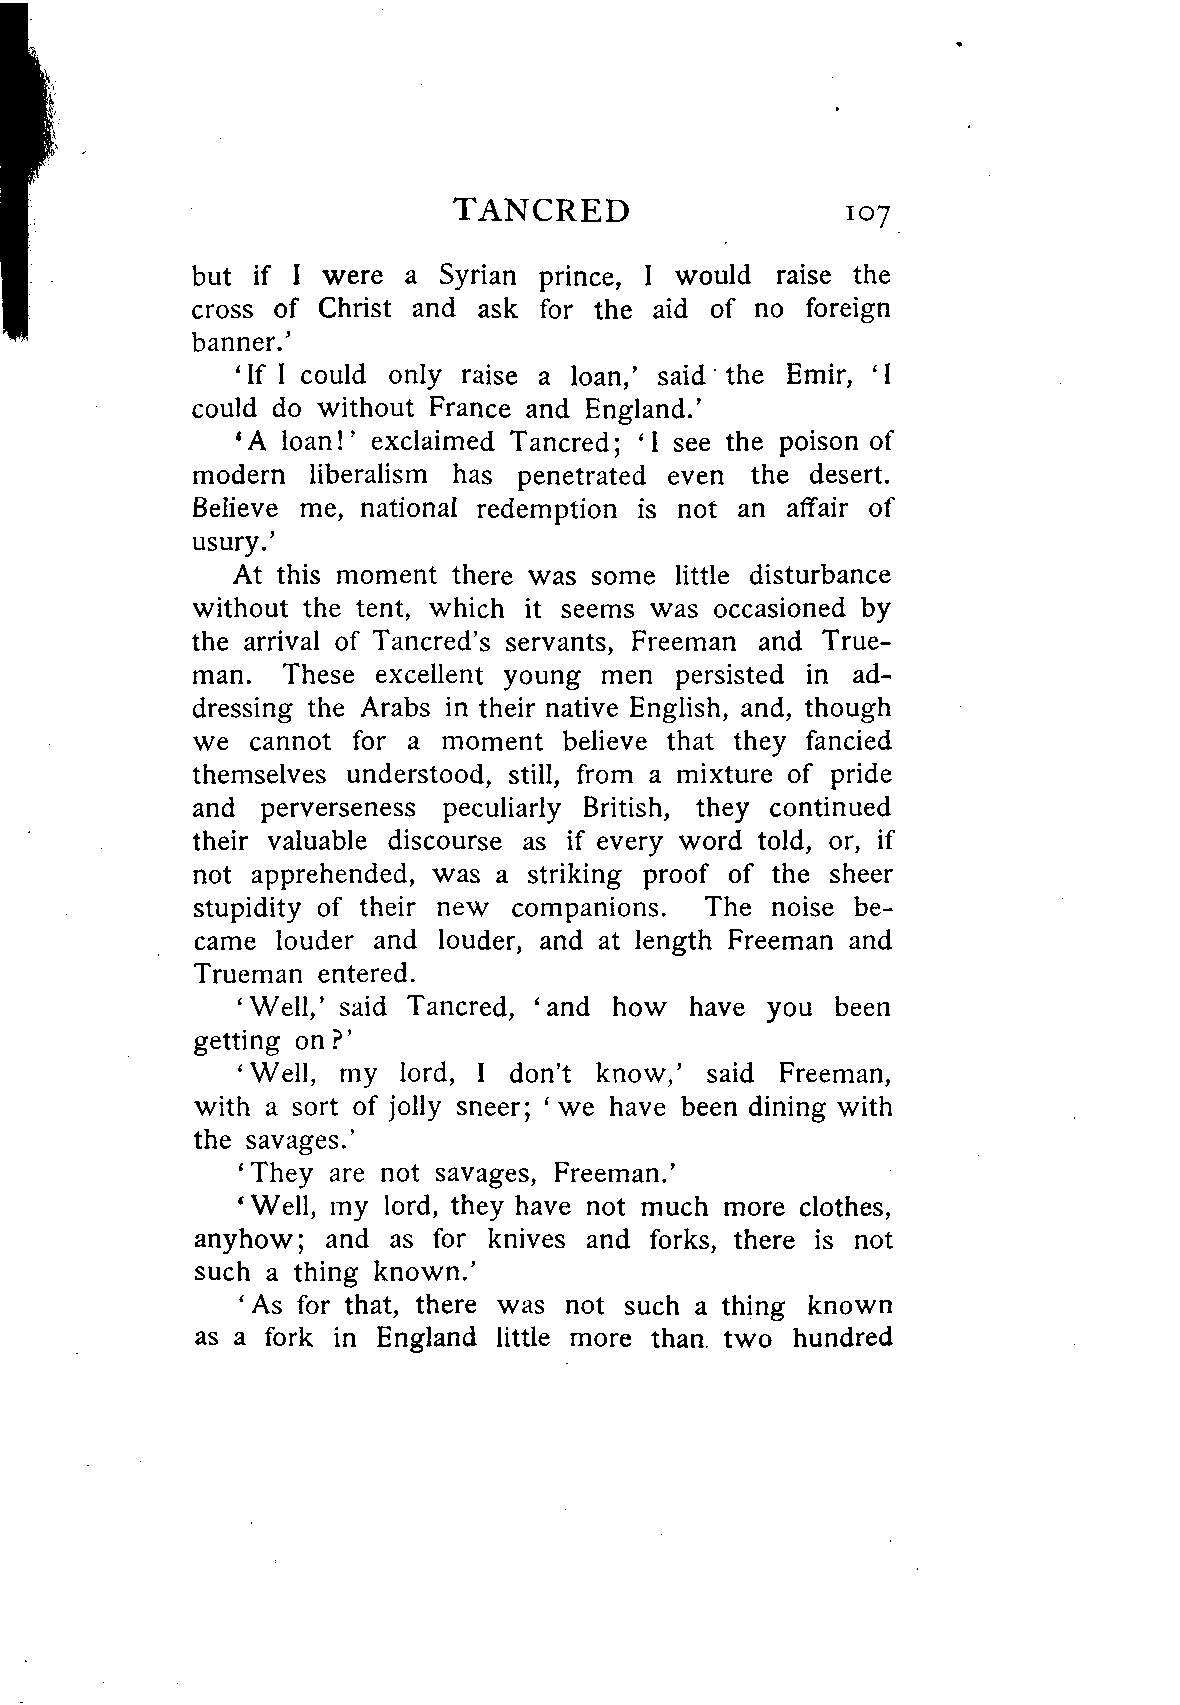 TANCRED 107
but if I were a Syrian prince, I would raise the
cross of Christ and ask for the aid of no foreign
banner.'
'If I could only raise a loan,' said the Emir, 'I
could do without France and England.'
'A loan!' exclaimed Tancred; 'I see the poison of
modern liberalism has penetrated even the desert.
Believe me, national redemption is not an affair of
usury.'
At this moment there was some little disturbance
without the tent, which it seems was occasioned by
the arrival of Tancred's servants, Freeman and True-
man. These excellent young men persisted in ad-
dressing the Arabs in their native English, and, though
we cannot for a moment believe that they fancied
themselves understood, still, from a mixture of pride
and perverseness peculiarly British, they continued
their valuable discourse as if every word told, or, if
not apprehended, was a striking proof of the sheer
stupidity of their new companions. The noise be-
came louder and louder, and at length Freeman and
Trueman entered.
'Well,' said Tancred, 'and how have you been
getting on?'
'Well, my lord, I don't know,' said Freeman,
with a sort of jolly sneer; 'we have been dining with
the savages.'
'They are not savages, Freeman.'
'Well, my lord, they have not much more clothes,
anyhow; and as for knives and forks, there is not
such a thing known.'
'As for that, there was not such a thing known
as a fork in England little more than two hundred